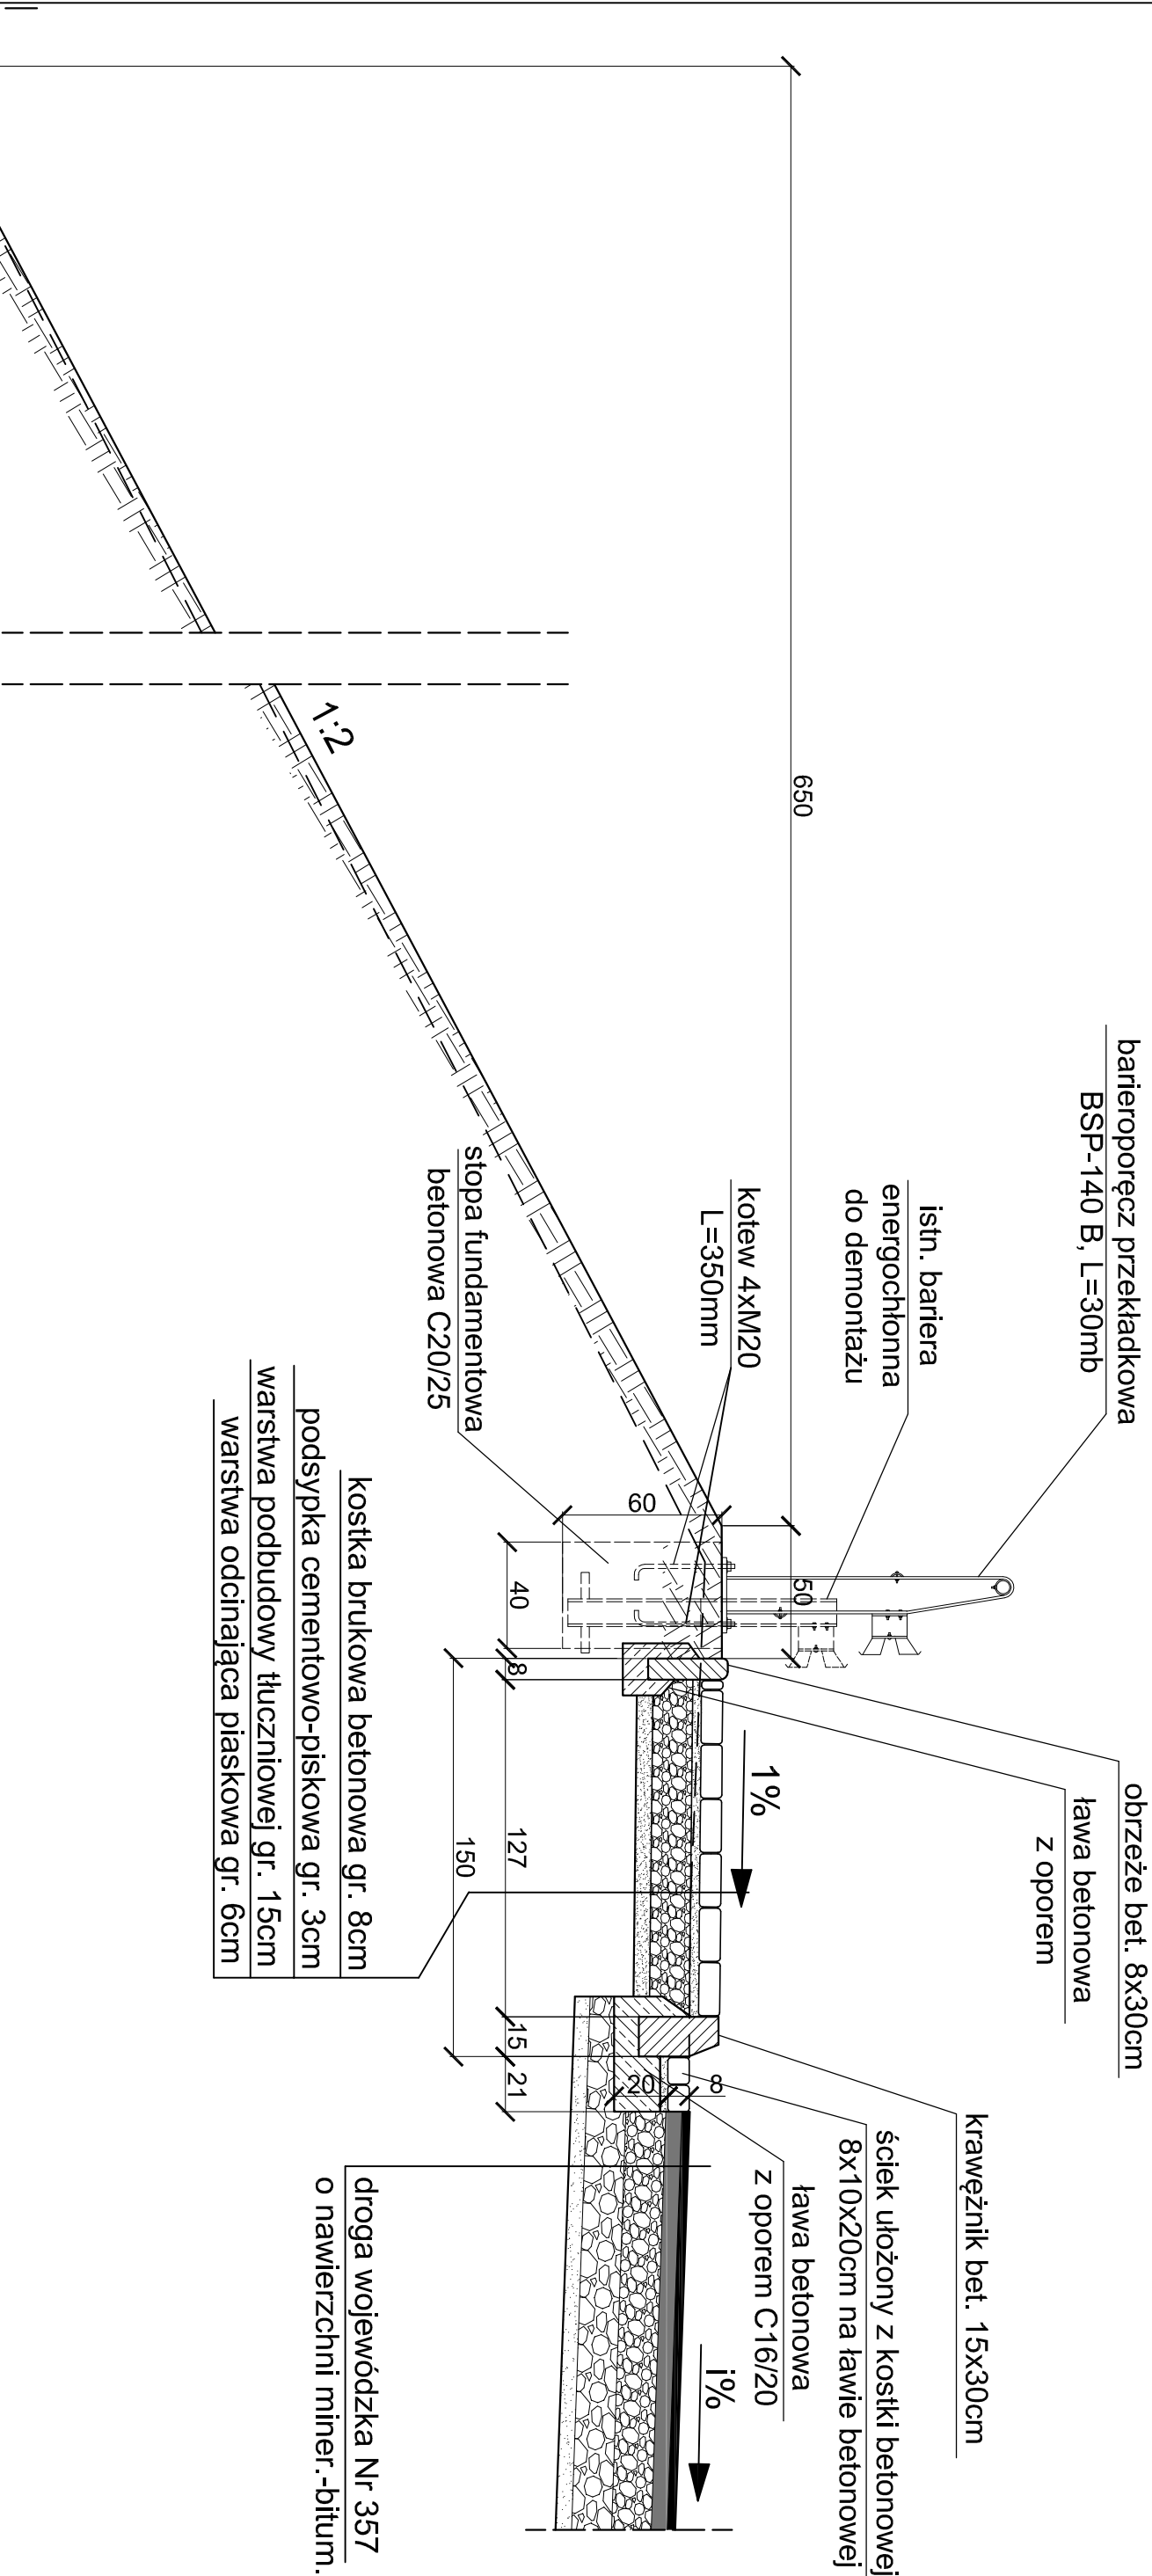 barieroporęcz przekładkowa
BSP-140 B, L=30mb
istn. bariera
energochłonna
do demontażu
kotew 4xM20
L=350mm
stopa fundamentowa
betonowa C20/25
kostka brukowa betonowa gr. 8cm
podsypka cementowo-piskowa gr. 3cm
warstwa podbudowy tłuczniowej gr. 15cm
warstwa odcinająca piaskowa gr. 6cm
obrzeże bet. 8x30cm
ława betonowa
z oporem
krawężnik bet. 15x30cm
ściek ułożony z kostki betonowej
8x10x20cm na ławie betonowej
ława betonowa
z oporem C16/20
droga wojewódzka Nr 357
o nawierzchni miner.-bitum.
1:2
650
50
60
40
8
127
150
15
21
20
8
1%
i%